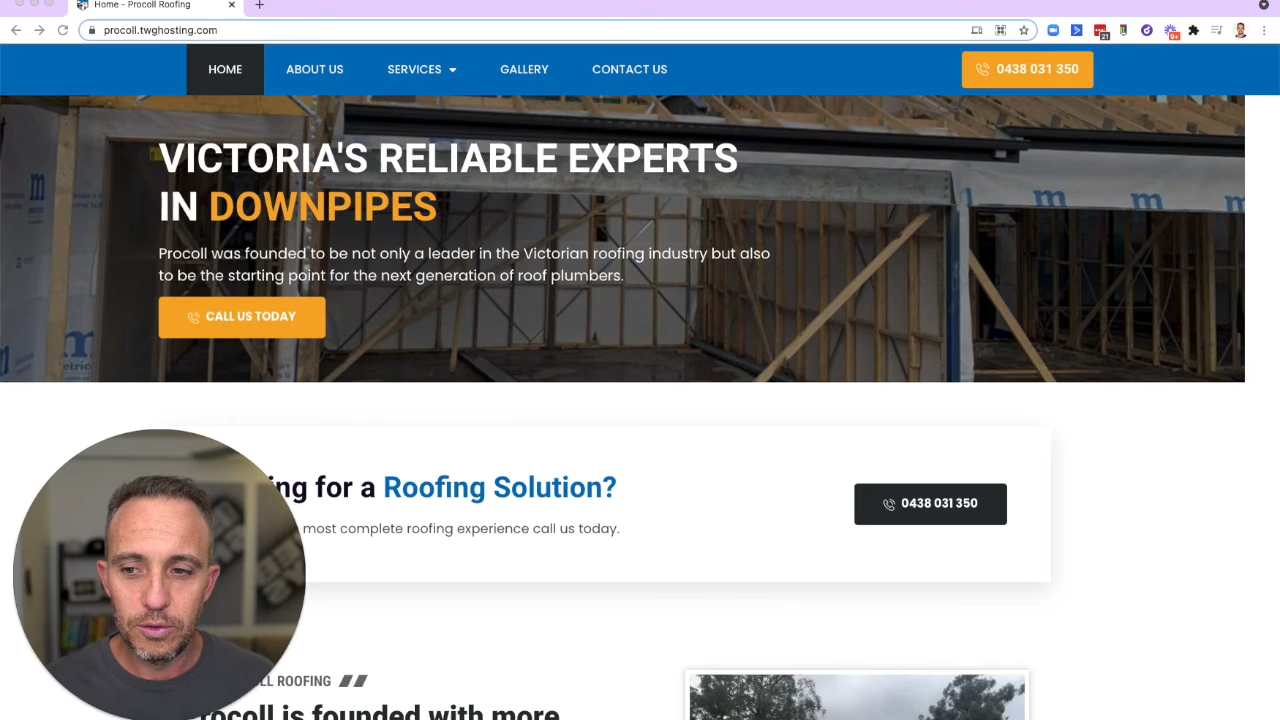 Home - Procoll Roofing
procoll.twghosting.com
21
9+
HOME
ABOUT US
SERVICES
GALLERY
CONTACT US
0438 031 350
VICTORIA'S RELIABLE EXPERTS
IN DOWNPIPES
Procoll was founded to be not only a leader in the Victorian roofing industry but also
to be the starting point for the next generation of roof plumbers.
CALL US TODAY
ng for a Roofing Solution?
most complete roofing experience call us today.
0438 031 350
LL ROOFING
rocoll is founded with more